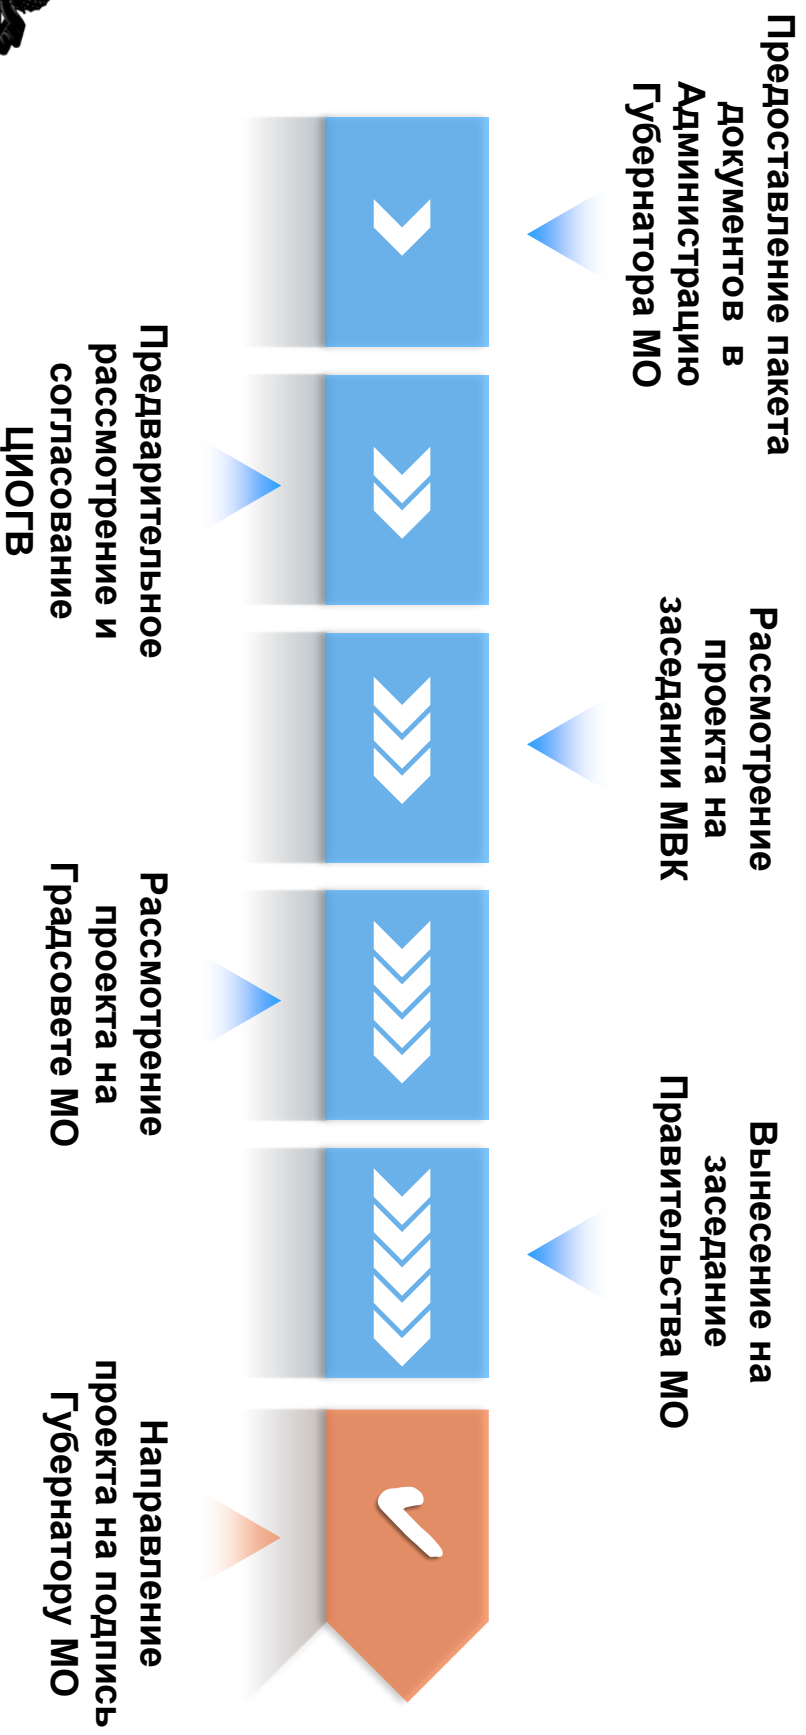 Предоставление пакета
документов в
Администрацию
Губернатора МО
Предварительное
рассмотрение и
согласование
ЦИОГВ
Рассмотрение
проекта на
заседании МВК
Рассмотрение
проекта на
Градсовете МО
Вынесение на
заседание
Правительства МО
Направление
проекта на подпись
Губернатору МО